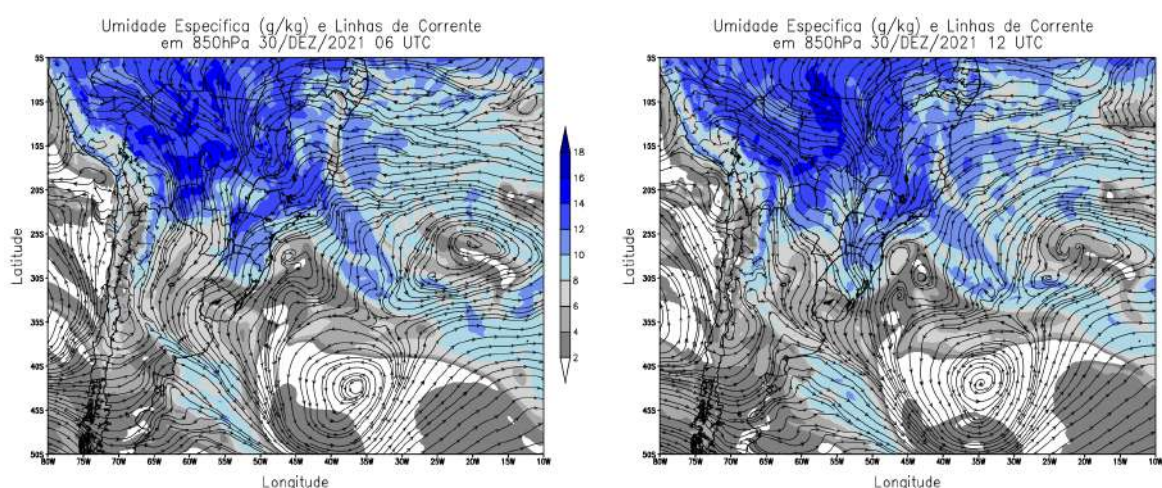 Umidade Específica (g/kg) e Linhas de Corrente
em 850hPa 30/DEZ/2021 06 UTC
Latitude
5S
10S
15S
20S
25S
30S
35S
40S
45S
50S
80W 75W 70W 65W 60W 55W 50W 45W 40W 35W 30W 25W 20W 15W 10W
Longitude
18
16
14
12
10
8
6
4
2
Umidade Específica (g/kg) e Linhas de Corrente
em 850hPa 30/DEZ/2021 12 UTC
Latitude
5S
10S
15S
20S
25S
30S
35S
40S
45S
50S
80W 75W 70W 65W 60W 55W 50W 45W 40W 35W 30W 25W 20W 15W 10W
Longitude